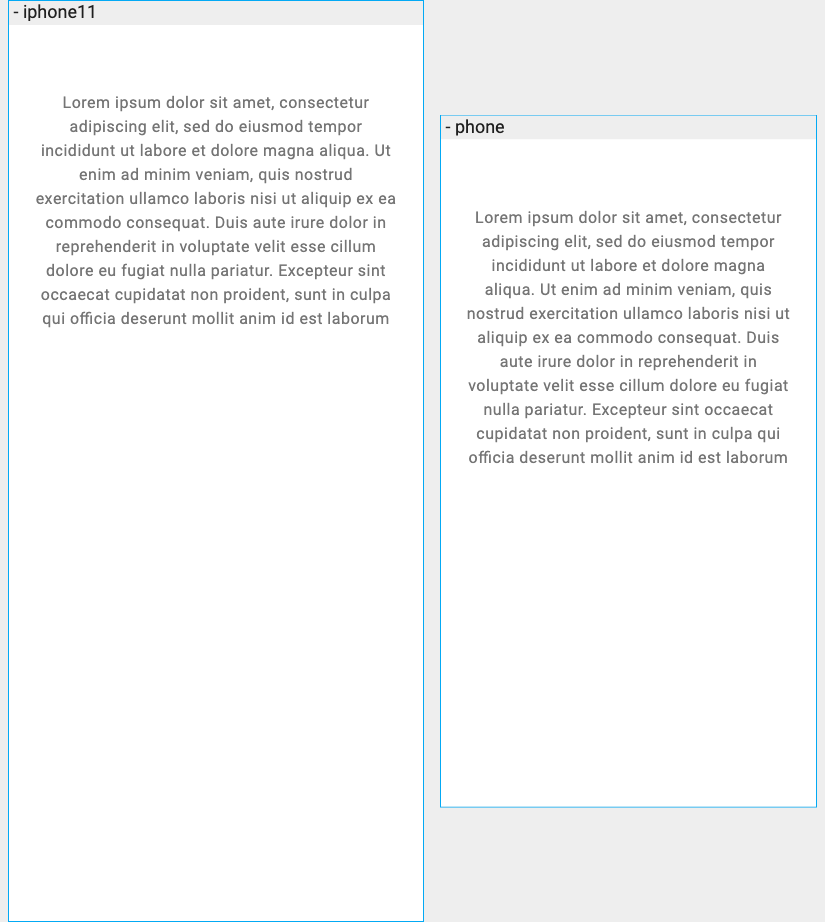 - iphone11
Lorem ipsum dolor sit amet, consectetur
adipiscing elit, sed do eiusmod tempor
incididunt ut labore et dolore magna aliqua. Ut
enim ad minim veniam, quis nostrud
exercitation ullamco laboris nisi ut aliquip ex ea
commodo consequat. Duis aute irure dolor in
reprehenderit in voluptate velit esse cillum
dolore eu fugiat nulla pariatur. Excepteur sint
occaecat cupidatat non proident, sunt in culpa
qui officia deserunt mollit anim id est laborum
- phone
Lorem ipsum dolor sit amet, consectetur
adipiscing elit, sed do eiusmod tempor
incididunt ut labore et dolore magna
aliqua. Ut enim ad minim veniam, quis
nostrud exercitation ullamco laboris nisi ut
aliquip ex ea commodo consequat. Duis
aute irure dolor in reprehenderit in
voluptate velit esse cillum dolore eu fugiat
nulla pariatur. Excepteur sint occaecat
cupidatat non proident, sunt in culpa qui
officia deserunt mollit anim id est laborum